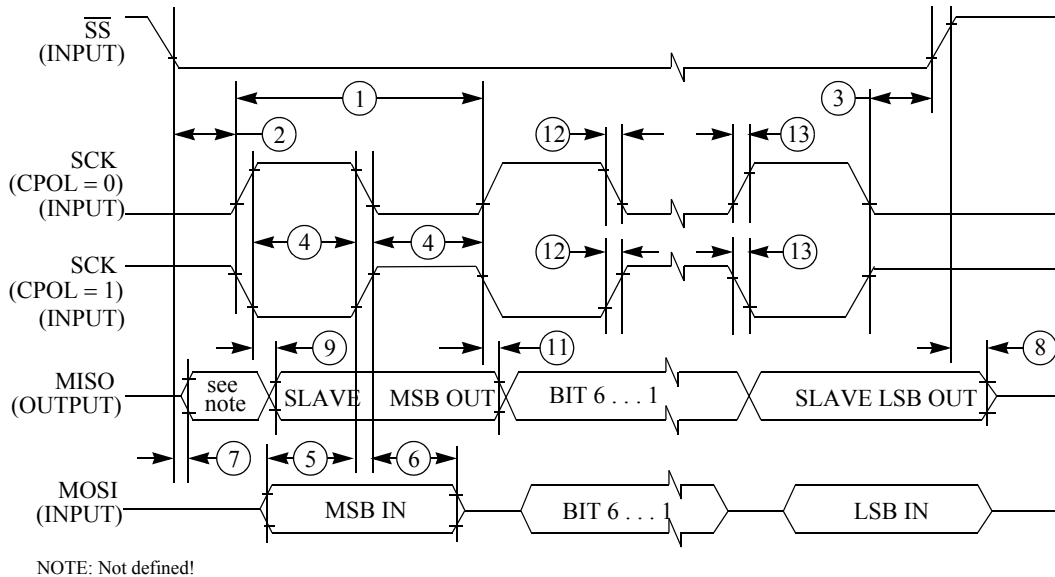 SS
(INPUT)
1
3
2
12
13
SCK
(CPOL = 0)
(INPUT)
4
4
12
13
SCK
(CPOL = 1)
(INPUT)
9
11
8
MISO
(OUTPUT)
see
note
SLAVE
MSB OUT
BIT 6 . . . 1
SLAVE LSB OUT
7
5
6
MOSI
(INPUT)
MSB IN
BIT 6 . . . 1
LSB IN
NOTE: Not defined!